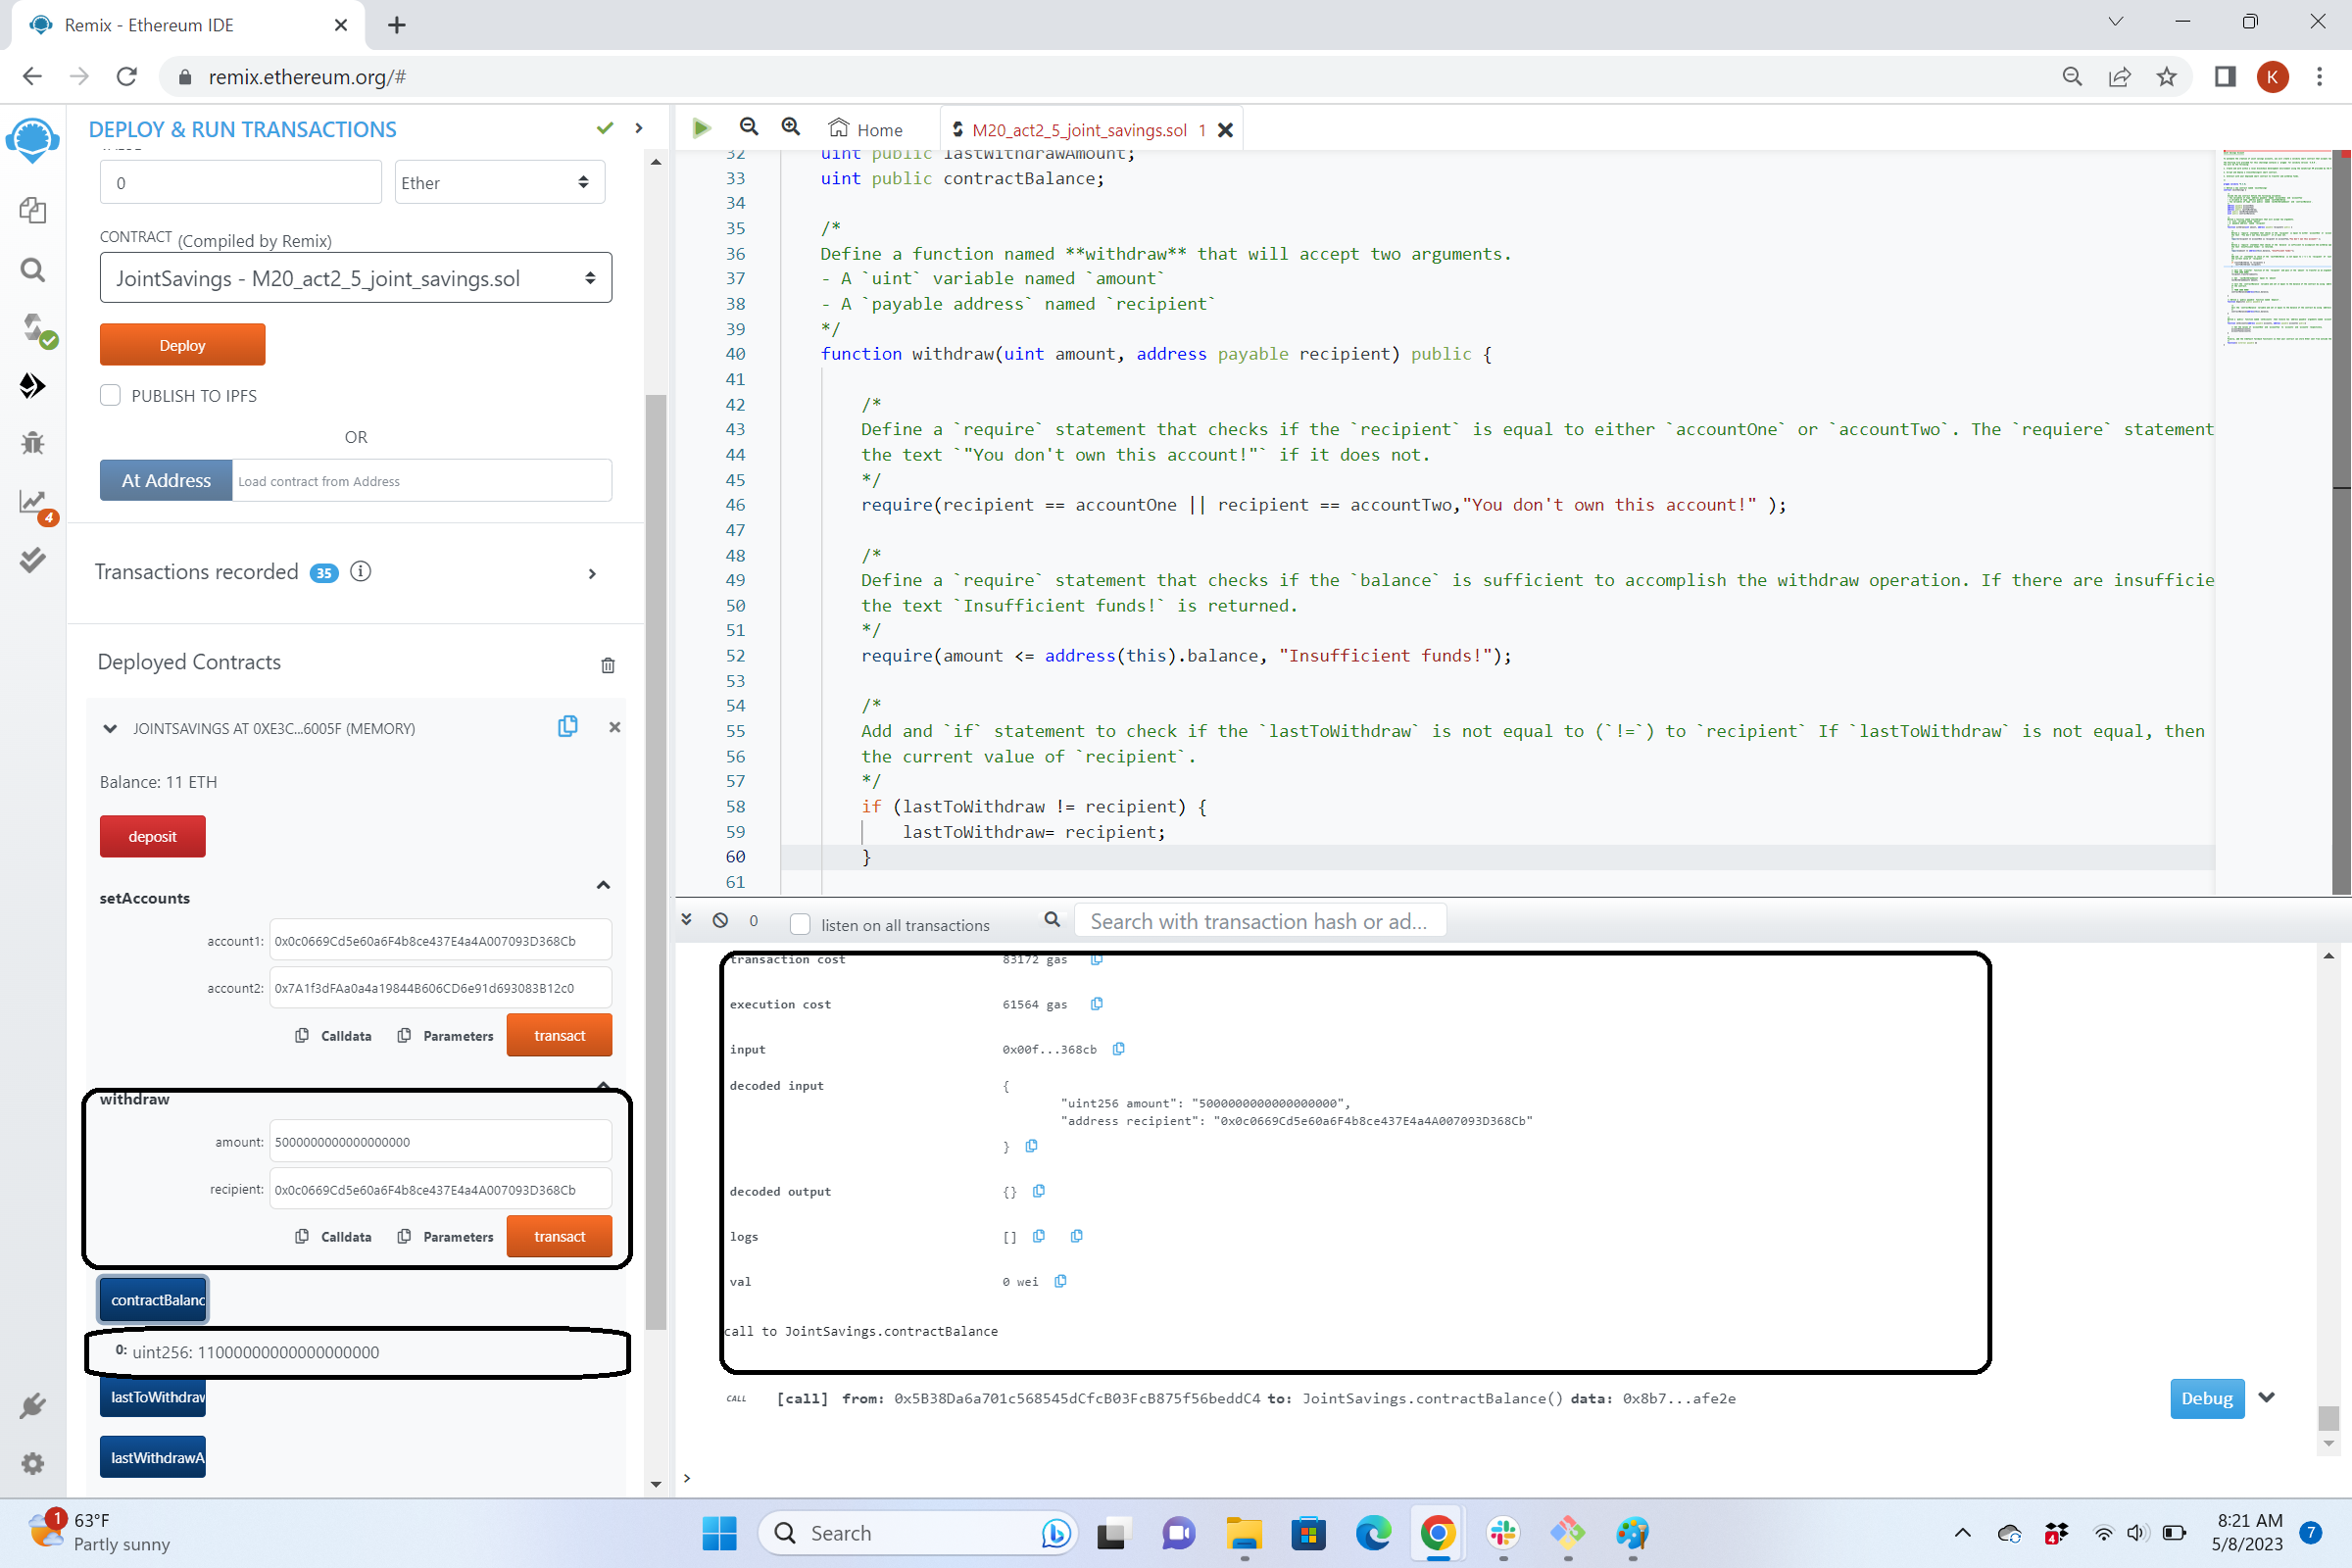 Remix - Ethereum IDE
remix.ethereum.org/#
K
DEPLOY & RUN TRANSACTIONS
VALUE
0
Ether
CONTRACT (Compiled by Remix)
JointSavings - M20_act2_5_joint_savings.sol
Deploy
PUBLISH TO IPFS
OR
At Address
Load contract from Address
4
Transactions recorded 35
Deployed Contracts
JOINTSAVINGS AT 0XE3C...6005F (MEMORY)
Balance: 11 ETH
deposit
setAccounts
account1: 0x0c0669Cd5e60a6F4b8ce437E4a4A007093D368Cb
account2: 0x7A1f3dFAa0a4a19844B606CD6e91d693083B12c0
Calldata Parameters transact
withdraw
amount: 5000000000000000000
recipient: 0x0c0669Cd5e60a6F4b8ce437E4a4A007093D368Cb
Calldata Parameters transact
contractBalanc
0: uint256: 11000000000000000000
lastToWithdraw
lastWithdrawA
Home
M20_act2_5_joint_savings.sol 1
32 uint public lastWithdrawAmount;
33 uint public contractBalance;
34
35 /*
36 Define a function named **withdraw** that will accept two arguments.
37 - A `uint` variable named `amount`
38 - A `payable address` named `recipient`
39 */
40 function withdraw(uint amount, address payable recipient) public {
41
42 /*
43 Define a `require` statement that checks if the `recipient` is equal to either `accountOne` or `accountTwo`. The `requiere` statement
44 the text `"You don't own this account!"` if it does not.
45 */
46 require(recipient == accountOne || recipient == accountTwo,"You don't own this account!" );
47
48 /*
49 Define a `require` statement that checks if the `balance` is sufficient to accomplish the withdraw operation. If there are insufficie
50 the text `Insufficient funds!` is returned.
51 */
52 require(amount <= address(this).balance, "Insufficient funds!");
53
54 /*
55 Add and `if` statement to check if the `lastToWithdraw` is not equal to (`!=`) to `recipient` If `lastToWithdraw` is not equal, then
56 the current value of `recipient`.
57 */
58 if (lastToWithdraw != recipient) {
59 lastToWithdraw= recipient;
60 }
61
0
listen on all transactions
Search with transaction hash or ad...
transaction cost 83172 gas
execution cost 61564 gas
input 0x00f...368cb
decoded input {
"uint256 amount": "5000000000000000000",
"address recipient": "0x0c0669Cd5e60a6F4b8ce437E4a4A007093D368Cb"
}
decoded output {}
logs []
val 0 wei
call to JointSavings.contractBalance
CALL [call] from: 0x5B38Da6a701c568545dCfcB03FcB875f56beddC4 to: JointSavings.contractBalance() data: 0x8b7...afe2e
Debug
>
1
63°F
Partly sunny
Search
4
8:21 AM
5/8/2023
7